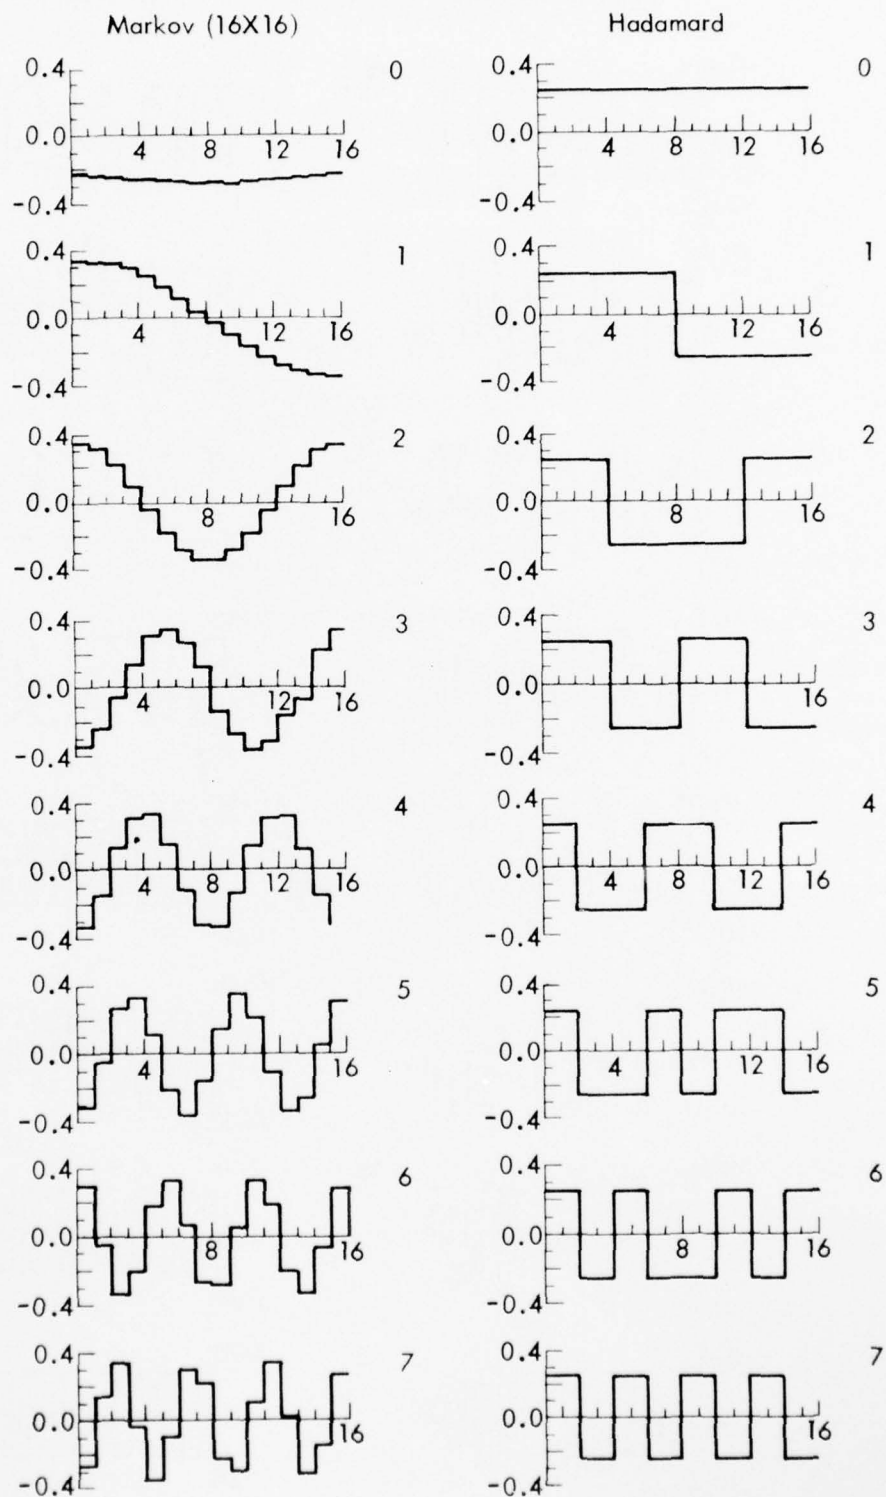 Markov (16X16) Hadamard
0.4 0 0.4 0
0.0 4 8 12 16 0.0 4 8 12 16
-0.4 -0.4
0.4 1 0.4 1
0.0 4 12 16 0.0 4 12 16
-0.4 -0.4
0.4 2 0.4 2
0.0 8 16 0.0 8 16
-0.4 -0.4
0.4 3 0.4 3
0.0 4 12 16 0.0 16
-0.4 -0.4
0.4 4 0.4 4
0.0 4 8 12 16 0.0 4 8 12 16
-0.4 -0.4
0.4 5 0.4 5
0.0 4 16 0.0 4 12 16
-0.4 -0.4
0.4 6 0.4 6
0.0 8 16 0.0 8 16
-0.4 -0.4
0.4 7 0.4 7
0.0 16 0.0 16
-0.4 -0.4